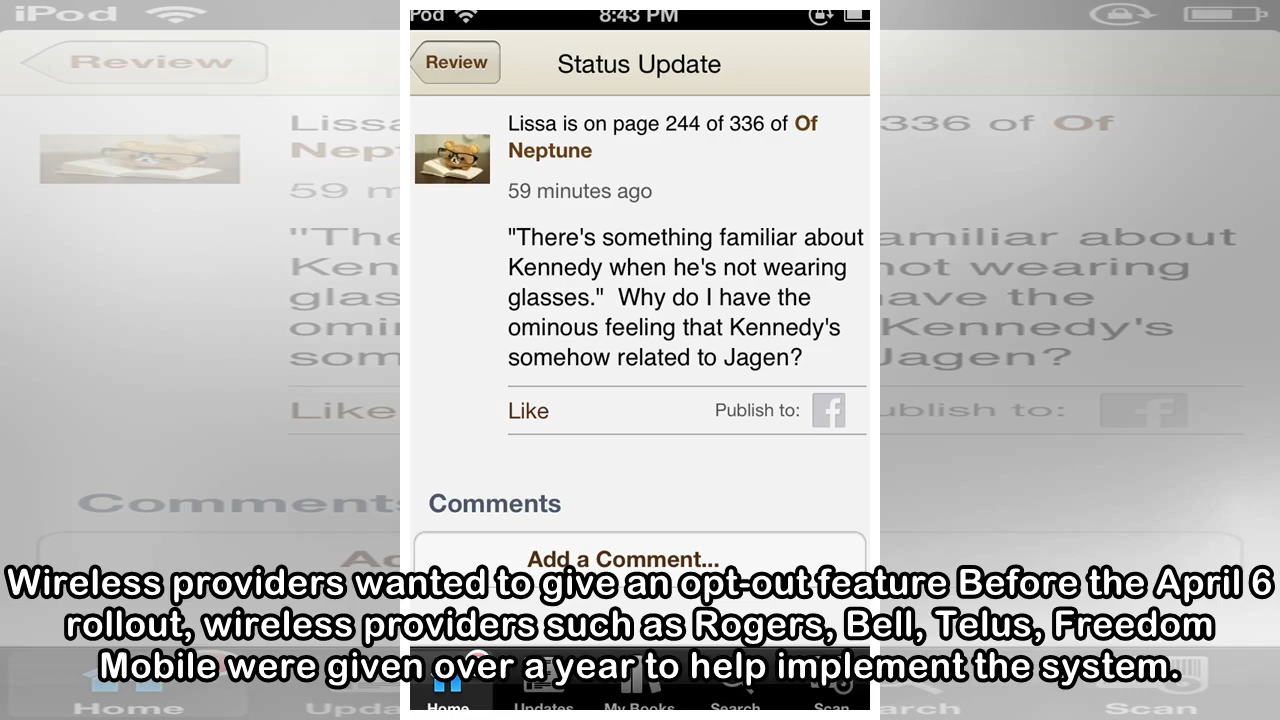 iPod
Review
iPod 8:43 PM
Review Status Update
Lissa is on page 244 of 336 of Of
Neptune
59 minutes ago
"There's something familiar about
Kennedy when he's not wearing
glasses." Why do I have the
ominous feeling that Kennedy's
somehow related to Jagen?
Like Publish to:
Comments
Add a Comment...
Wireless providers wanted to give an opt-out feature Before the April 6
rollout, wireless providers such as Rogers, Bell, Telus, Freedom
Mobile were given over a year to help implement the system.
Home Updates My Books Search Scan